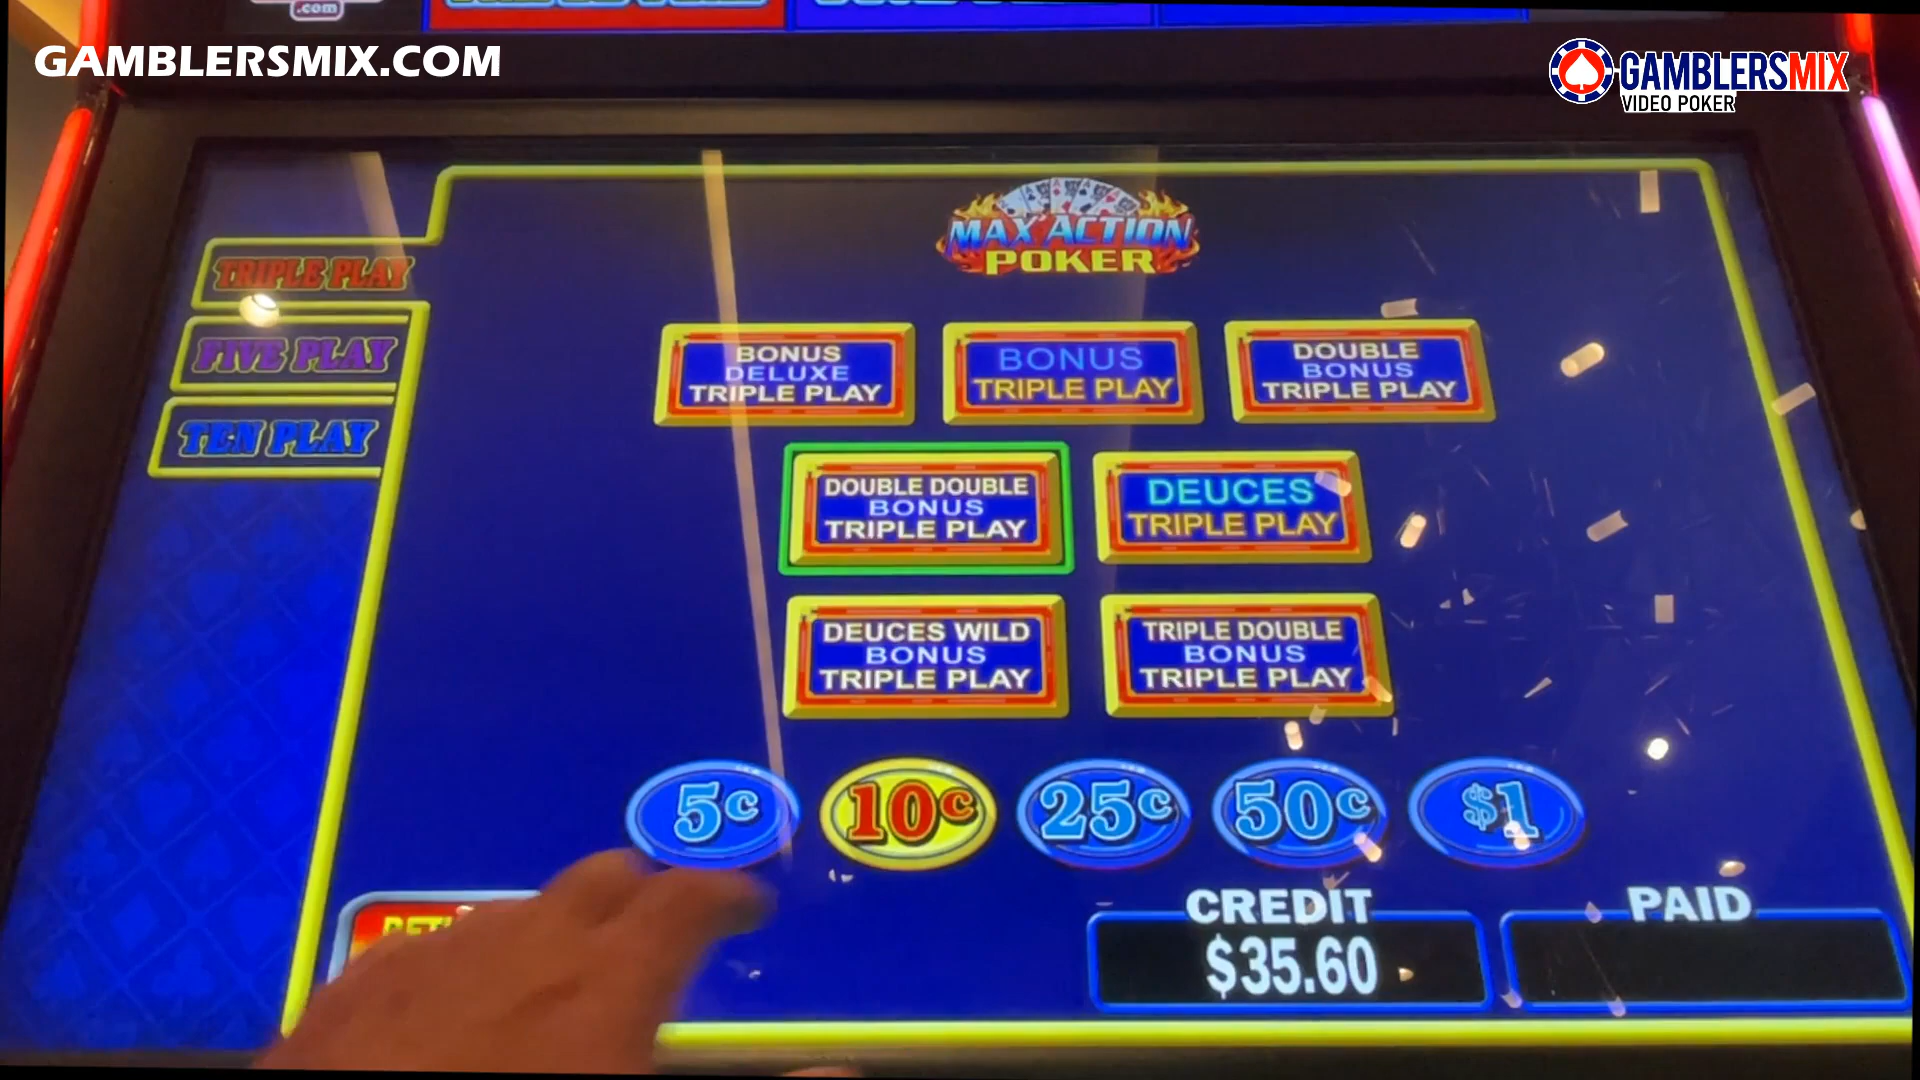 .com
GAMBLERSMIX.COM
GAMBLERSMIX
VIDEO POKER
MAX ACTION
POKER
TRIPLE PLAY
FIVE PLAY
TEN PLAY
BONUS
DELUXE
TRIPLE PLAY
BONUS
TRIPLE PLAY
DOUBLE
BONUS
TRIPLE PLAY
DOUBLE DOUBLE
BONUS
TRIPLE PLAY
DEUCES
TRIPLE PLAY
DEUCES WILD
BONUS
TRIPLE PLAY
TRIPLE DOUBLE
BONUS
TRIPLE PLAY
5¢
10¢
25¢
50¢
$1
CREDIT
$35.60
PAID